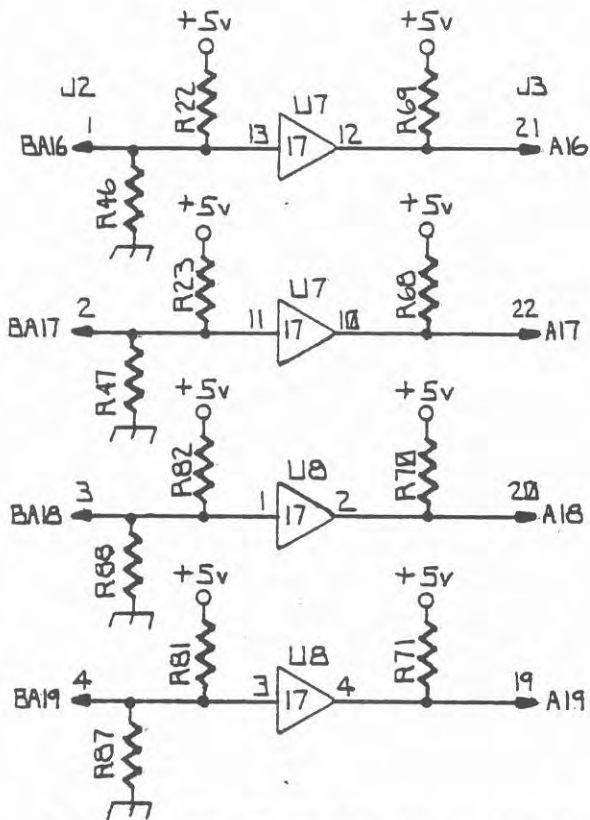 +5v +5v
J2 R22 U7 R69 J3
1 13 17 12 21
BA16 A16
R46
+5v +5v
R23 U7 R68
2 11 17 10 22
BA17 A17
R47
+5v +5v
R82 U8 R70
3 1 17 2 20
BA18 A18
R88
+5v +5v
R81 U8 R71
4 3 17 4 19
BA19 A19
R87